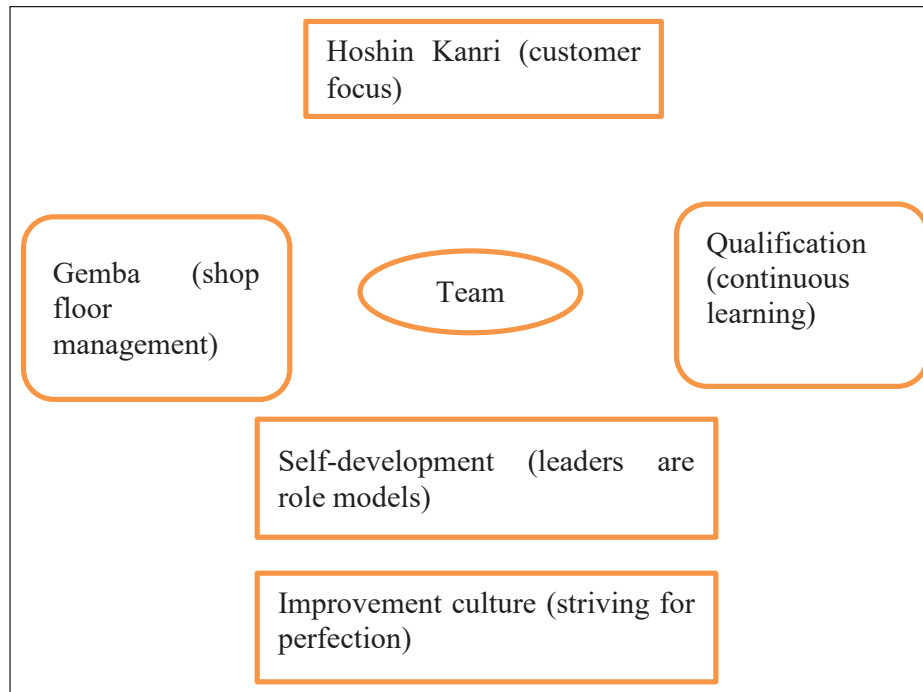 Hoshin Kanri (customer
focus)
Gemba (shop
floor
management)
Team
Qualification
(continuous
learning)
Self-development (leaders are
role models)
Improvement culture (striving for
perfection)